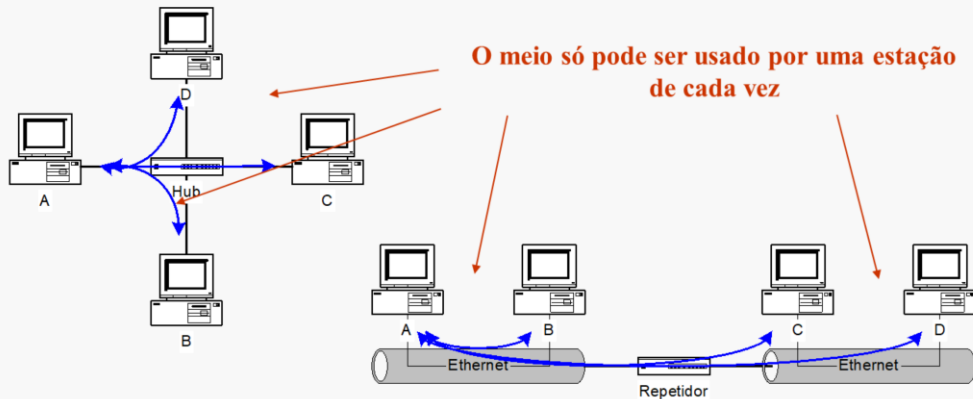 O meio só pode ser usado por uma estação
de cada vez
D
A
Hub
C
B
A
B
C
D
Ethernet
Ethernet
Repetidor